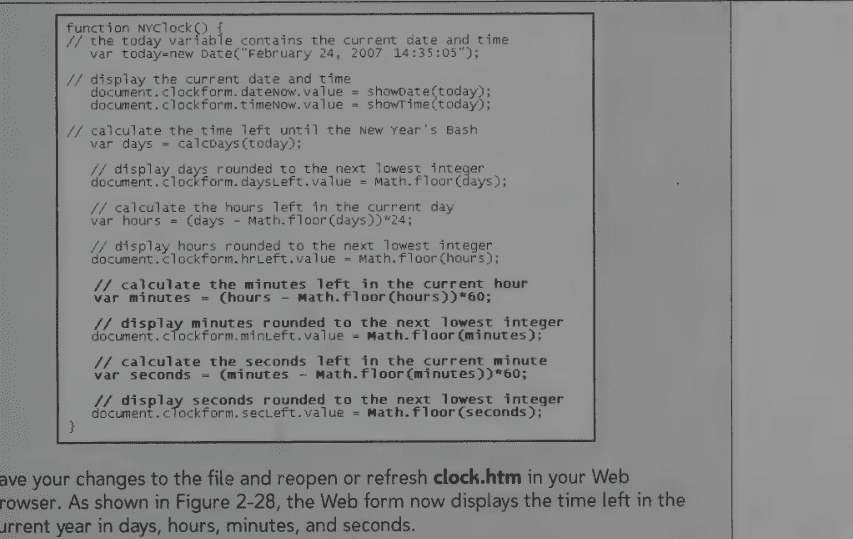 function NYClock() {
// the today variable contains the current date and time
var today=new Date("February 24, 2007 14:35:05");
// display the current date and time
document.clockform.dateNow.value = showDate(today);
document.clockform.timeNow.value = showTime(today);
// calculate the time left until the New Year's Bash
var days = calcDays(today);
// display days rounded to the next lowest integer
document.clockform.daysLeft.value = Math.floor(days);
// calculate the hours left in the current day
var hours = (days - Math.floor(days))*24;
// display hours rounded to the next lowest integer
document.clockform.hrLeft.value = Math.floor(hours);
// calculate the minutes left in the current hour
var minutes = (hours - Math.floor(hours))*60;
// display minutes rounded to the next lowest integer
document.clockform.minLeft.value = Math.floor(minutes);
// calculate the seconds left in the current minute
var seconds = (minutes - Math.floor(minutes))*60;
// display seconds rounded to the next lowest integer
document.clockform.secLeft.value = Math.floor(seconds);
}
ave your changes to the file and reopen or refresh clock.htm in your Web
rowser. As shown in Figure 2-28, the Web form now displays the time left in the
urrent year in days, hours, minutes, and seconds.